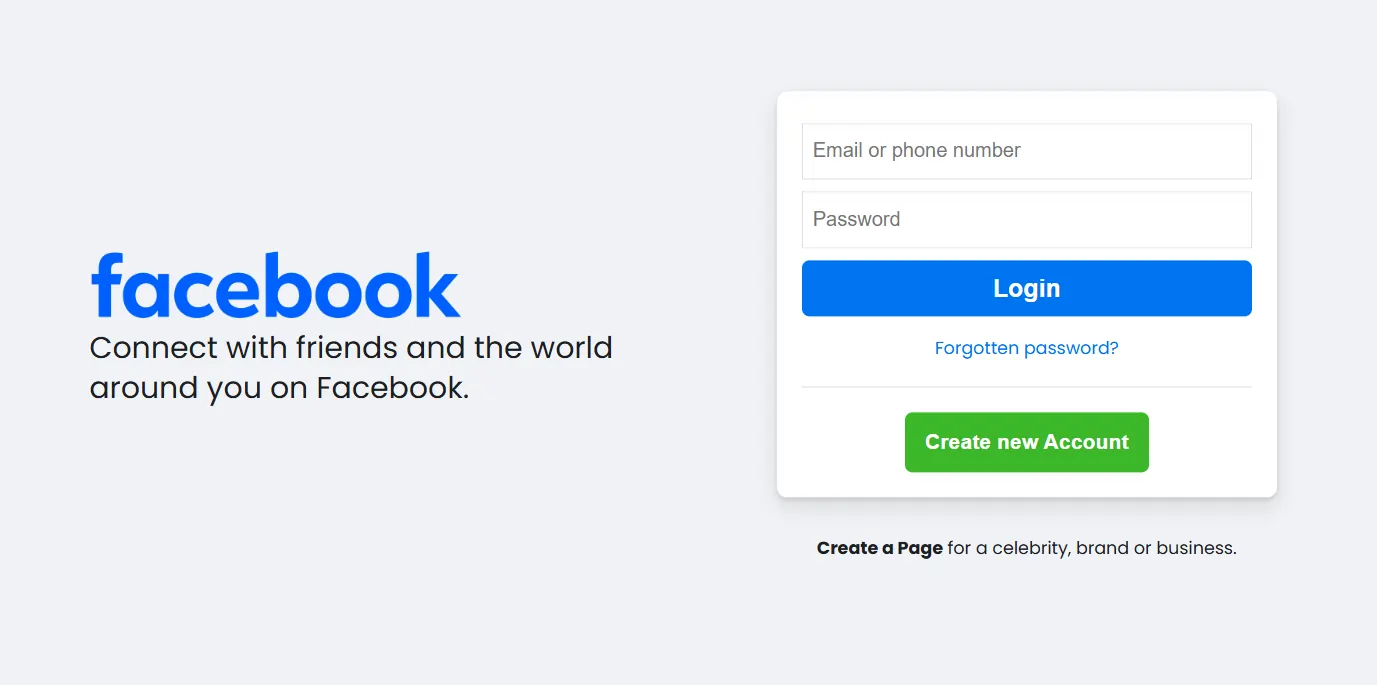 facebook
Connect with friends and the world
around you on Facebook.
Email or phone number
Password
Login
Forgotten password?
Create new Account
Create a Page for a celebrity, brand or business.